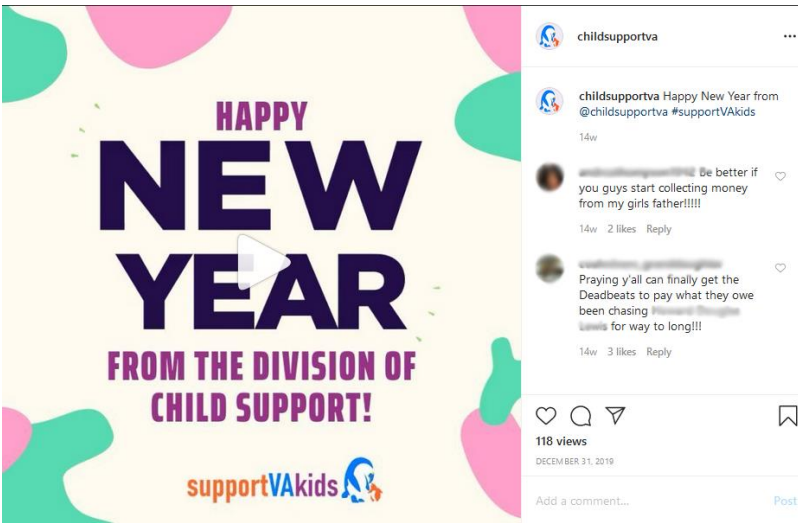 HAPPY
NEW
YEAR
FROM THE DIVISION OF
CHILD SUPPORT!
supportVAkids
childsupportva
childsupportva Happy New Year from
@childsupportva #supportVAkids
14w
Be better if
you guys start collecting money
from my girls father!!!!!
14w 2 likes Reply
Praying y'all can finally get the
Deadbeats to pay what they owe
been chasing
for way to long!!!
14w 3 likes Reply
118 views
DECEMBER 31, 2019
Add a comment...
Post